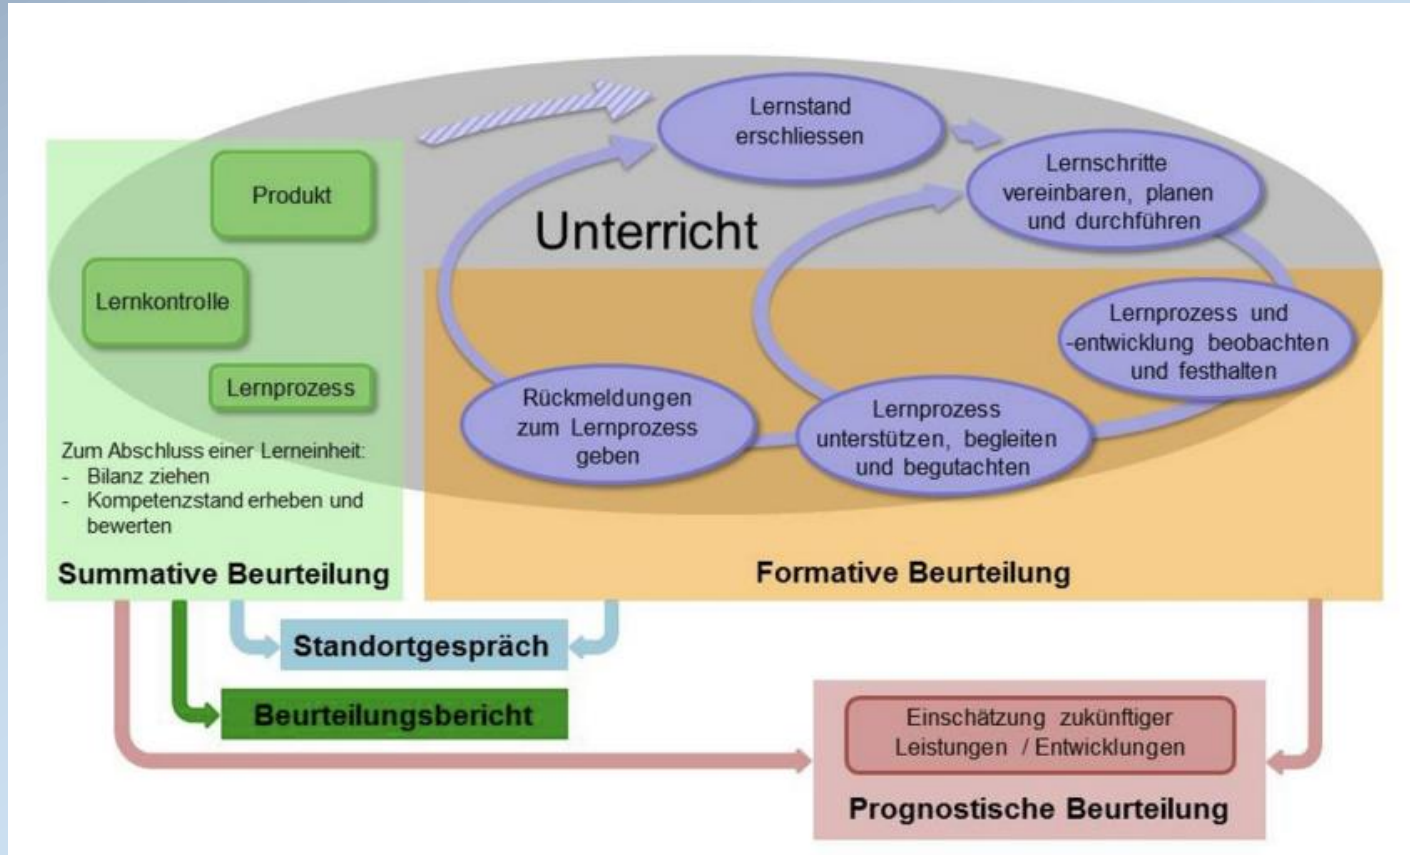 Lernstand
erschliessen
Lernschritte
vereinbaren, planen
und durchführen
Produkt
Unterricht
Lernkontrolle
Lernprozess und
-entwicklung beobachten
und festhalten
Lernprozess
Rückmeldungen
zum Lernprozess
geben
Lernprozess
unterstützen, begleiten
und begutachten
Zum Abschluss einer Lerneinheit:
- Bilanz ziehen
- Kompetenzstand erheben und
bewerten
Summative Beurteilung
Formative Beurteilung
Standortgespräch
Beurteilungsbericht
Einschätzung zukünftiger
Leistungen / Entwicklungen
Prognostische Beurteilung